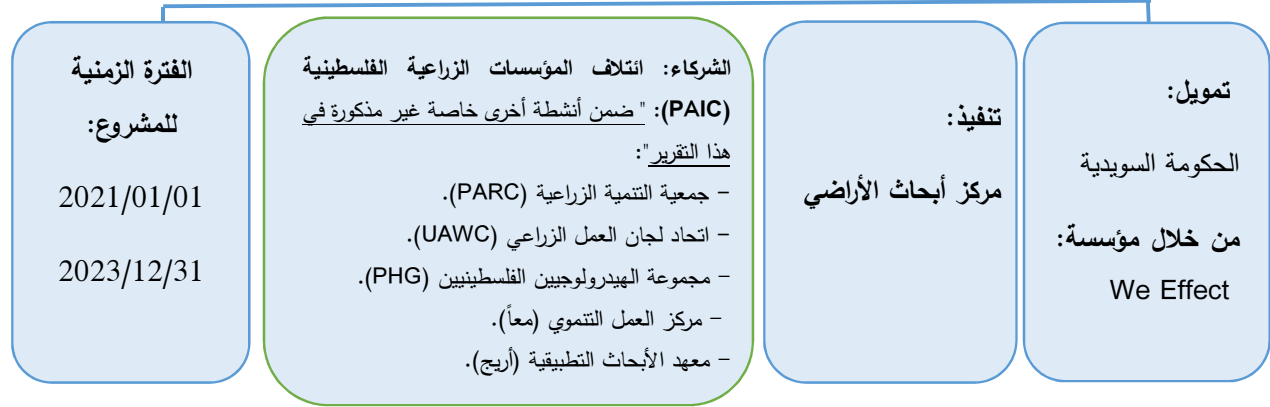 تمويل:
الحكومة السويدية
من خلال مؤسسة:
We Effect
تنفيذ:
مركز أبحاث الأراضي
الشركاء: ائتلاف المؤسسات الزراعية الفلسطينية
(PAIC): " ضمن أنشطة أخرى خاصة غير مذكورة في
هذا التقرير":
- جمعية التنمية الزراعية (PARC).
- اتحاد لجان العمل الزراعي (UAWC).
- مجموعة الهيدرولوجيين الفلسطينيين (PHG).
- مركز العمل التنموي (معاً).
- معهد الأبحاث التطبيقية (أريج).
الفترة الزمنية
للمشروع:
2021/01/01
2023/12/31